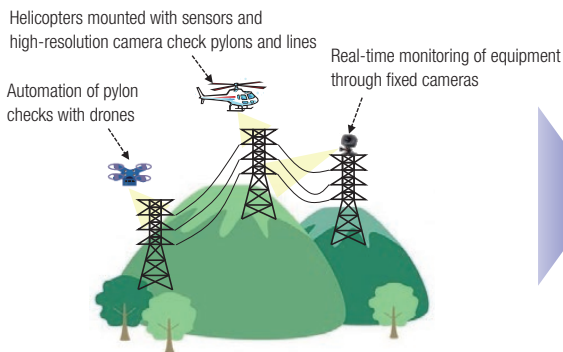 Helicopters mounted with sensors and
high-resolution camera check pylons and lines
Real-time monitoring of equipment
through fixed cameras
Automation of pylon
checks with drones